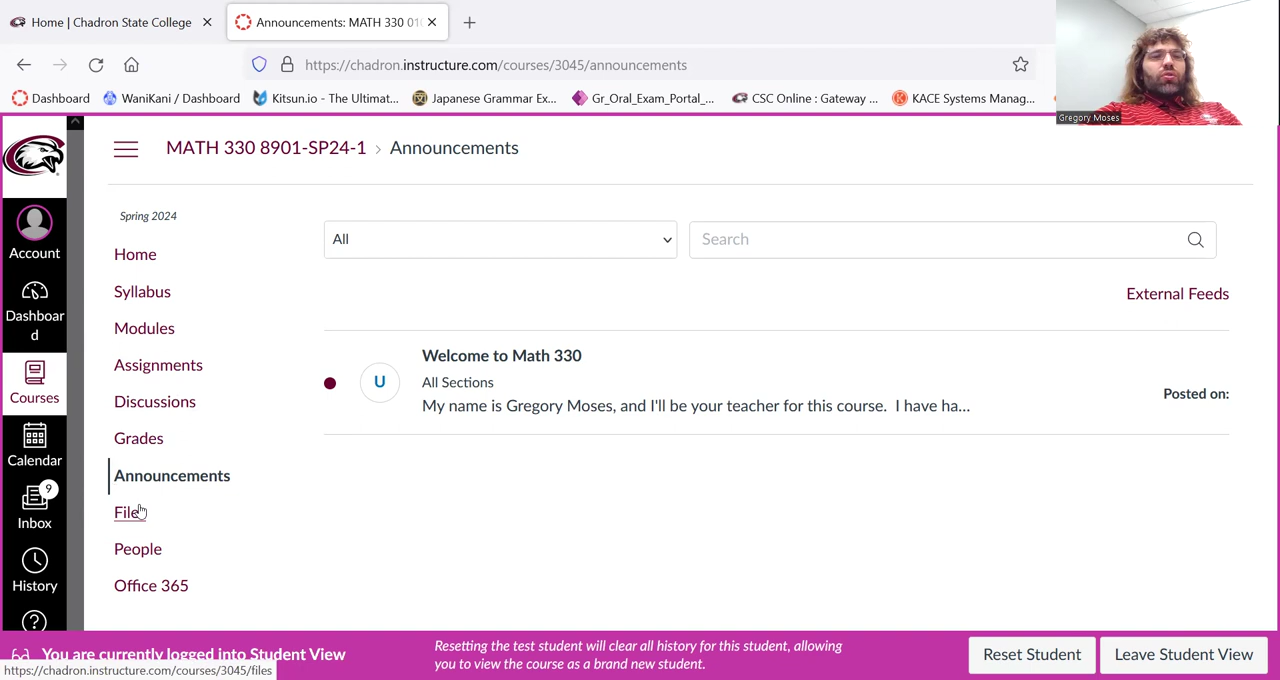 Home | Chadron State College
Announcements: MATH 330 010
https://chadron.instructure.com/courses/3045/announcements
Dashboard
WaniKani / Dashboard
Kitsun.io - The Ultimat...
Japanese Grammar Ex...
Gr_Oral_Exam_Portal_...
CSC Online : Gateway ...
KACE Systems Manag...
Gregory Moses
MATH 330 8901-SP24-1 › Announcements
Spring 2024
Account
Dashboar
d
Courses
Calendar
9
Inbox
History
Home
Syllabus
Modules
Assignments
Discussions
Grades
Announcements
Files
People
Office 365
All
Search
External Feeds
U
Welcome to Math 330
All Sections
My name is Gregory Moses, and I'll be your teacher for this course. I have ha...
Posted on:
You are currently logged into Student View
Resetting the test student will clear all history for this student, allowing
you to view the course as a brand new student.
Reset Student
Leave Student View
https://chadron.instructure.com/courses/3045/files